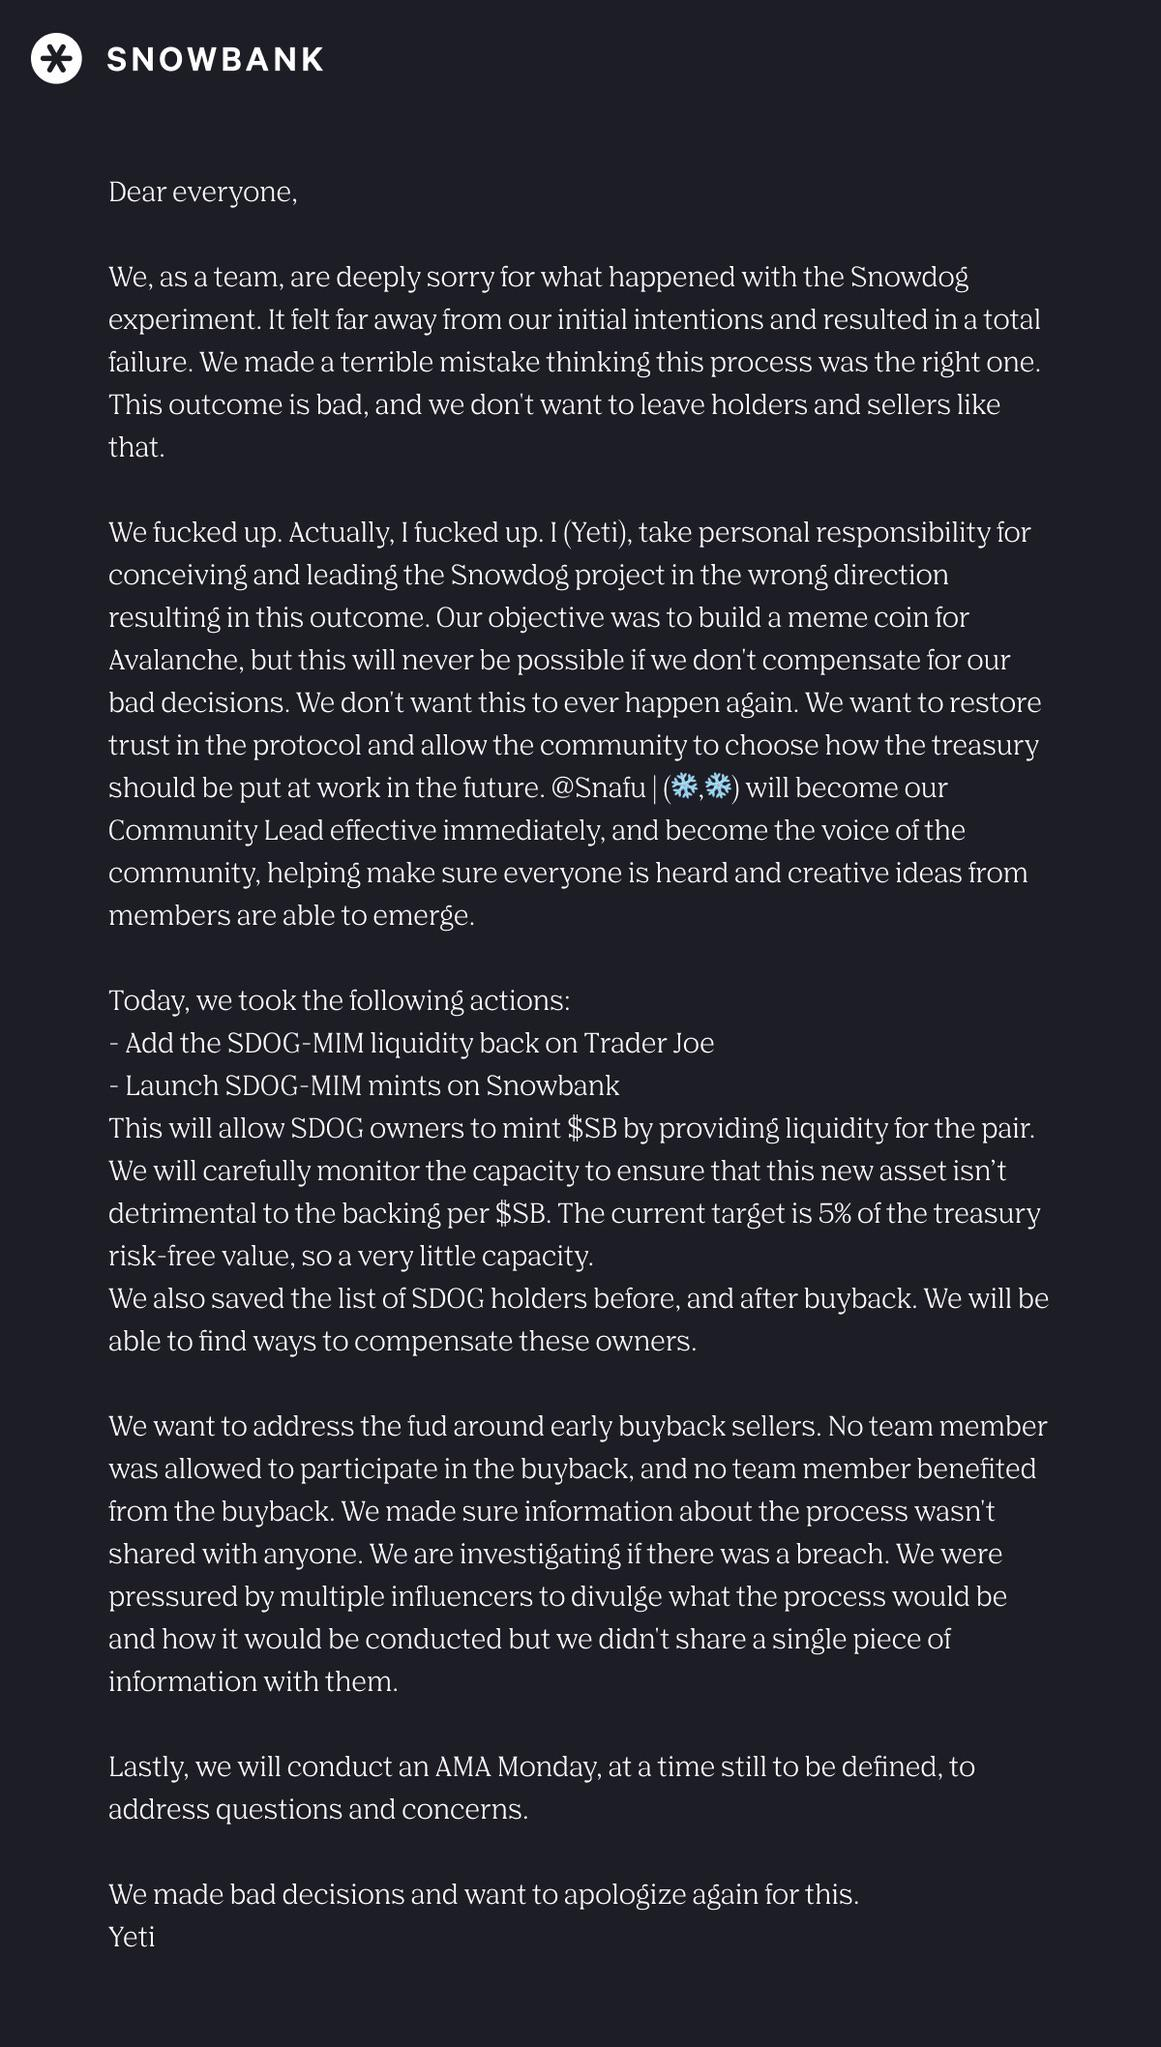 SNOWBANK
Dear everyone,
We, as a team, are deeply sorry for what happened with the Snowdog
experiment. It felt far away from our initial intentions and resulted in a total
failure. We made a terrible mistake thinking this process was the right one.
This outcome is bad, and we don't want to leave holders and sellers like
that.
We fucked up. Actually, I fucked up. I (Yeti), take personal responsibility for
conceiving and leading the Snowdog project in the wrong direction
resulting in this outcome. Our objective was to build a meme coin for
Avalanche, but this will never be possible if we don't compensate for our
bad decisions. We don't want this to ever happen again. We want to restore
trust in the protocol and allow the community to choose how the treasury
should be put at work in the future. @Snafu | (❄️,❄️) will become our
Community Lead effective immediately, and become the voice of the
community, helping make sure everyone is heard and creative ideas from
members are able to emerge.
Today, we took the following actions:
- Add the SDOG-MIM liquidity back on Trader Joe
- Launch SDOG-MIM mints on Snowbank
This will allow SDOG owners to mint $SB by providing liquidity for the pair.
We will carefully monitor the capacity to ensure that this new asset isn’t
detrimental to the backing per $SB. The current target is 5% of the treasury
risk-free value, so a very little capacity.
We also saved the list of SDOG holders before, and after buyback. We will be
able to find ways to compensate these owners.
We want to address the fud around early buyback sellers. No team member
was allowed to participate in the buyback, and no team member benefited
from the buyback. We made sure information about the process wasn't
shared with anyone. We are investigating if there was a breach. We were
pressured by multiple influencers to divulge what the process would be
and how it would be conducted but we didn't share a single piece of
information with them.
Lastly, we will conduct an AMA Monday, at a time still to be defined, to
address questions and concerns.
We made bad decisions and want to apologize again for this.
Yeti